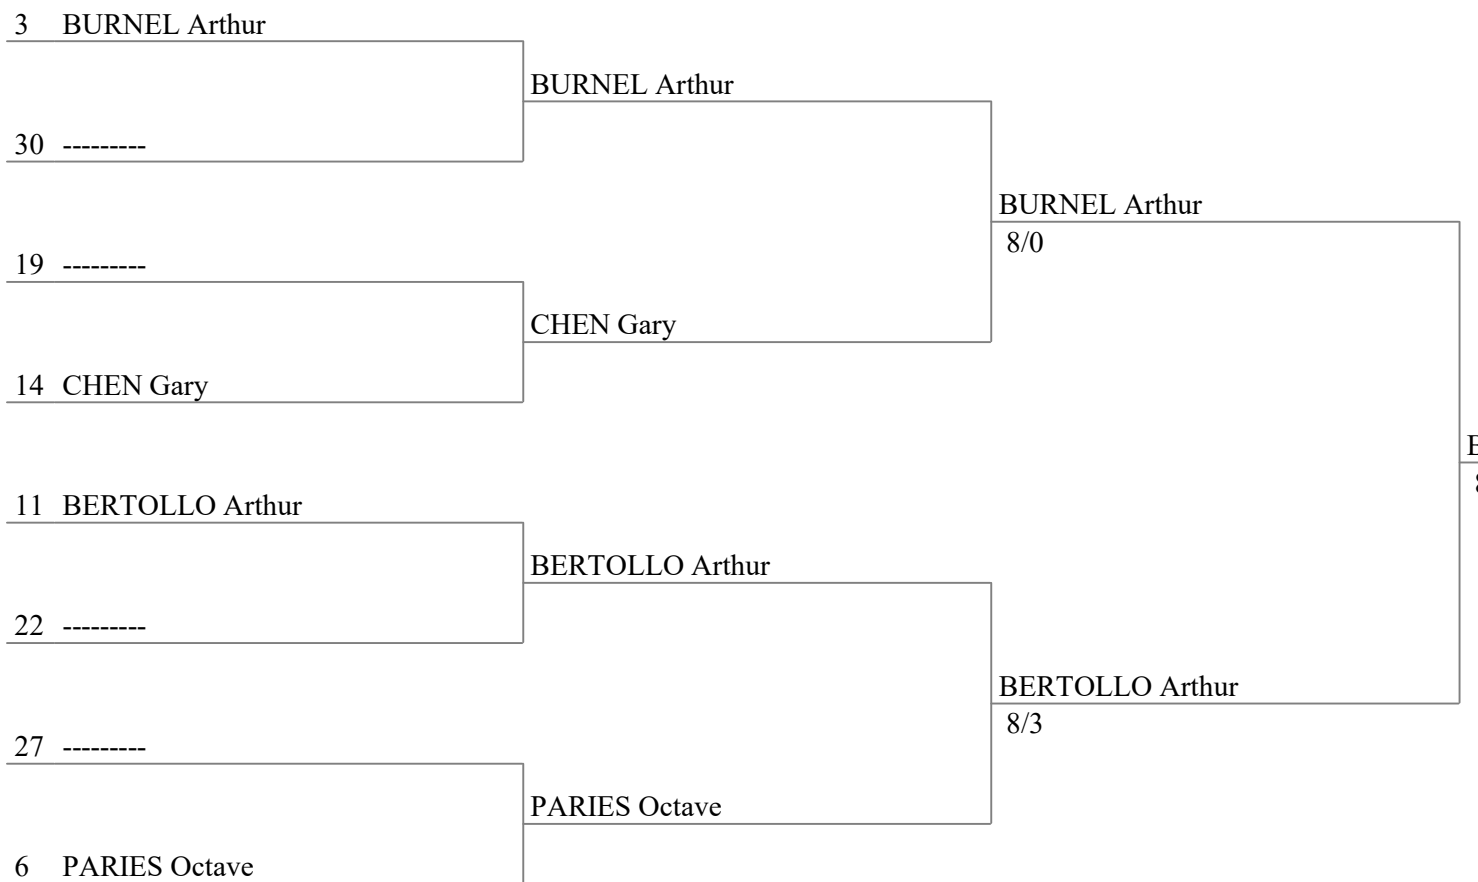 3 BURNEL Arthur
BURNEL Arthur
30 ---------
BURNEL Arthur
8/0
19 ---------
CHEN Gary
14 CHEN Gary
11 BERTOLLO Arthur
BERTOLLO Arthur
22 ---------
BERTOLLO Arthur
8/3
27 ---------
PARIES Octave
6 PARIES Octave